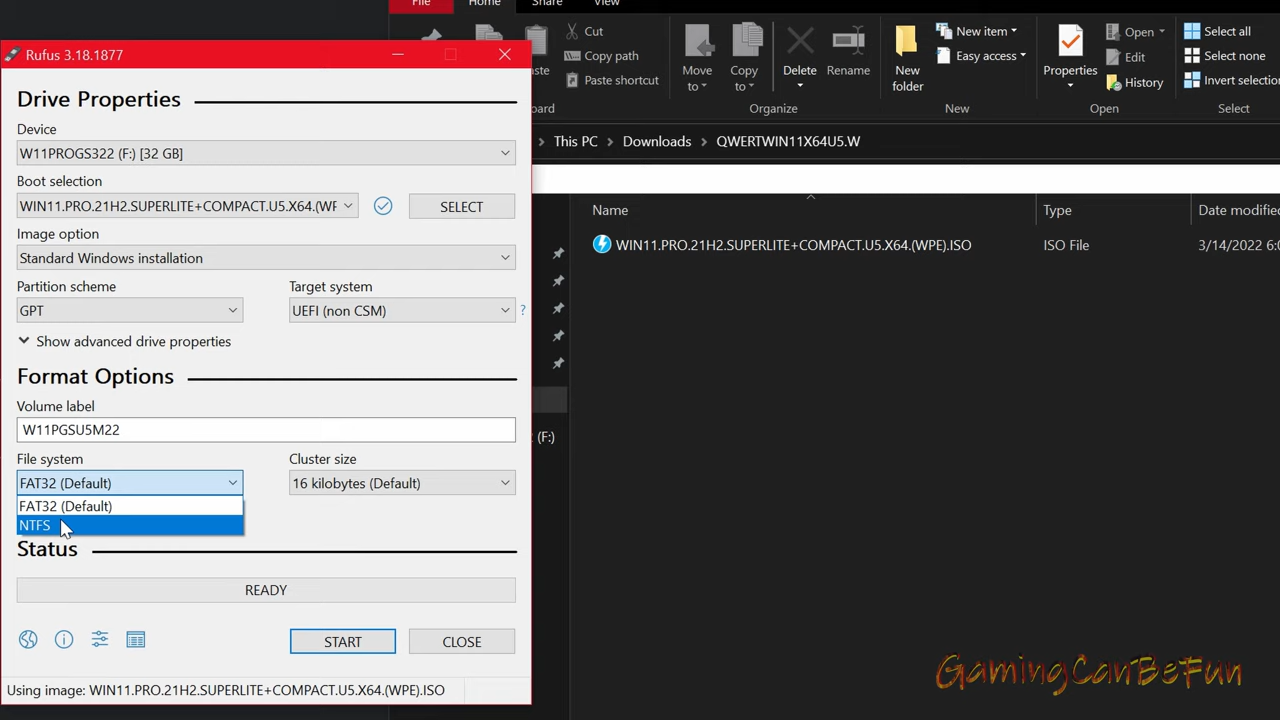 File Home Share View
Rufus 3.18.1877
Drive Properties
Device
W11PROGS322 (F:) [32 GB]
Boot selection
WIN11.PRO.21H2.SUPERLITE+COMPACT.U5.X64.(WF
SELECT
Image option
Standard Windows installation
Partition scheme
Target system
GPT
UEFI (non CSM)
?
Show advanced drive properties
Format Options
Volume label
W11PGSU5M22
File system
Cluster size
FAT32 (Default)
16 kilobytes (Default)
FAT32 (Default)
NTFS
Status
READY
START
CLOSE
Using image: WIN11.PRO.21H2.SUPERLITE+COMPACT.U5.X64.(WPE).ISO
Cut
Copy path
Paste shortcut
Move to
Copy to
Delete
Rename
Organize
New folder
New item
Easy access
New
Properties
Open
Edit
History
Open
Select all
Select none
Invert selection
Select
This PC Downloads QWERTWIN11X64U5.W
Name Type Date modified
WIN11.PRO.21H2.SUPERLITE+COMPACT.U5.X64.(WPE).ISO ISO File 3/14/2022
(F:)
GamingCanBeFun